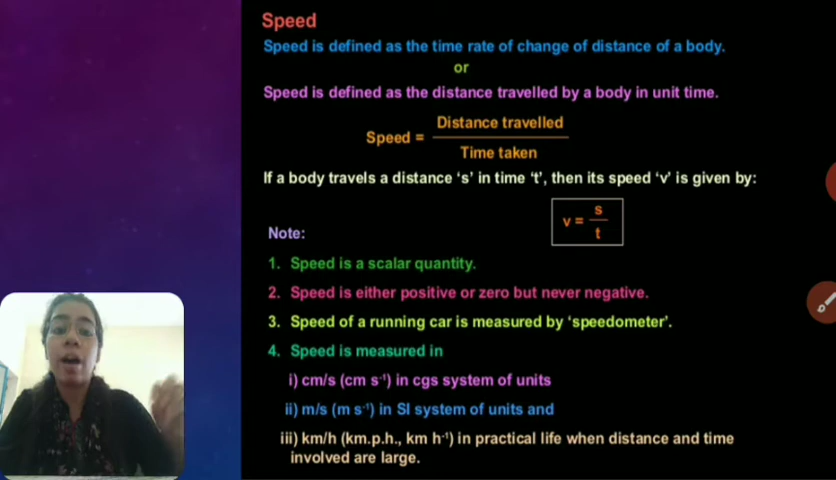 Speed
Speed is defined as the time rate of change of distance of a body.
or
Speed is defined as the distance travelled by a body in unit time.
Speed = Distance travelled
Time taken
If a body travels a distance ‘s’ in time ‘t’, then its speed ‘v’ is given by:
v = s
t
Note:
1. Speed is a scalar quantity.
2. Speed is either positive or zero but never negative.
3. Speed of a running car is measured by ‘speedometer’.
4. Speed is measured in
i) cm/s (cm s⁻¹) in cgs system of units
ii) m/s (m s⁻¹) in SI system of units and
iii) km/h (km.p.h., km h⁻¹) in practical life when distance and time
involved are large.